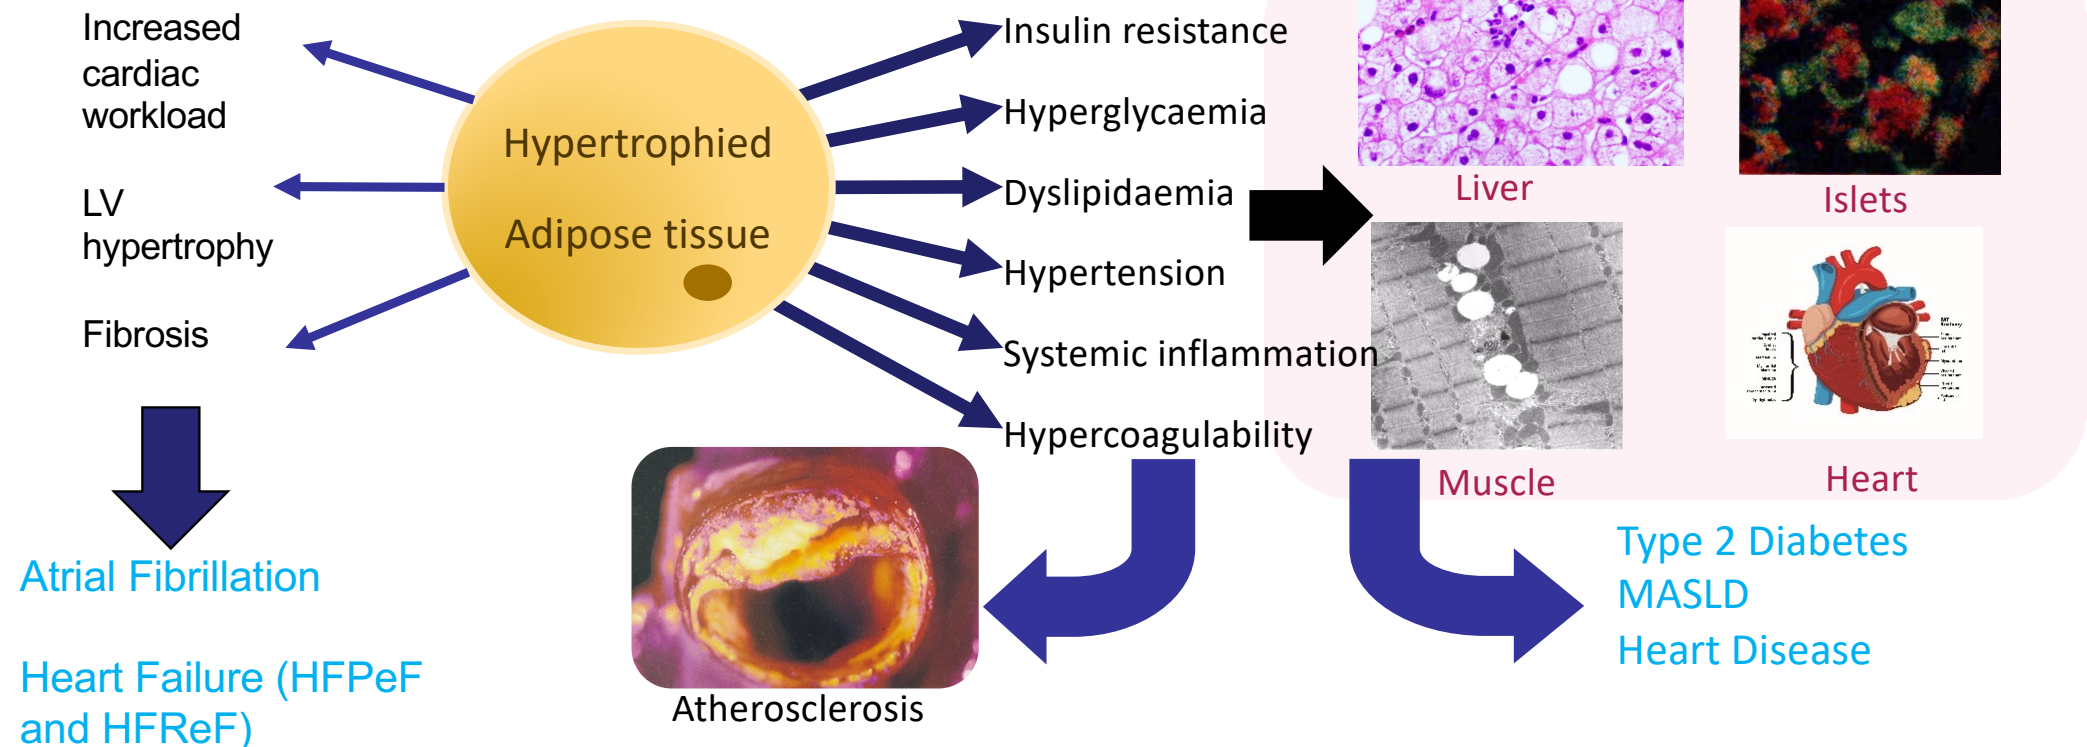 Increased
cardiac
workload
LV
hypertrophy
Fibrosis
Atrial Fibrillation
Heart Failure (HFPeF
and HFReF)
Hypertrophied
Adipose tissue
Insulin resistance
Hyperglycaemia
Dyslipidaemia
Hypertension
Systemic inflammation
Hypercoagulability
Atherosclerosis
Liver
Islets
Muscle
Heart
Type 2 Diabetes
MASLD
Heart Disease